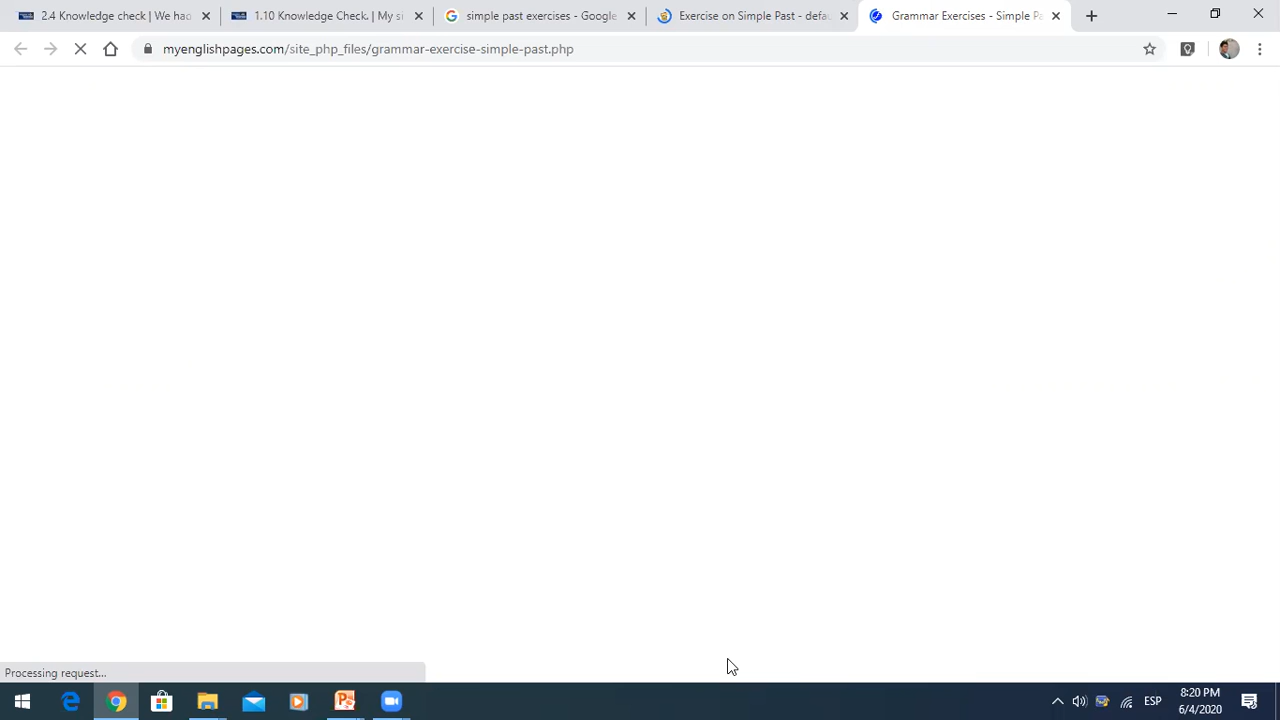 2.4 Knowledge check | We
1.10 Knowledge Check. | My
simple past exercises - Google
Exercise on Simple Past - defau
Grammar Exercises - Simple Pa
myenglishpages.com/site_php_files/grammar-exercise-simple-past.php
Processing request...
ESP
8:20 PM
6/4/2020